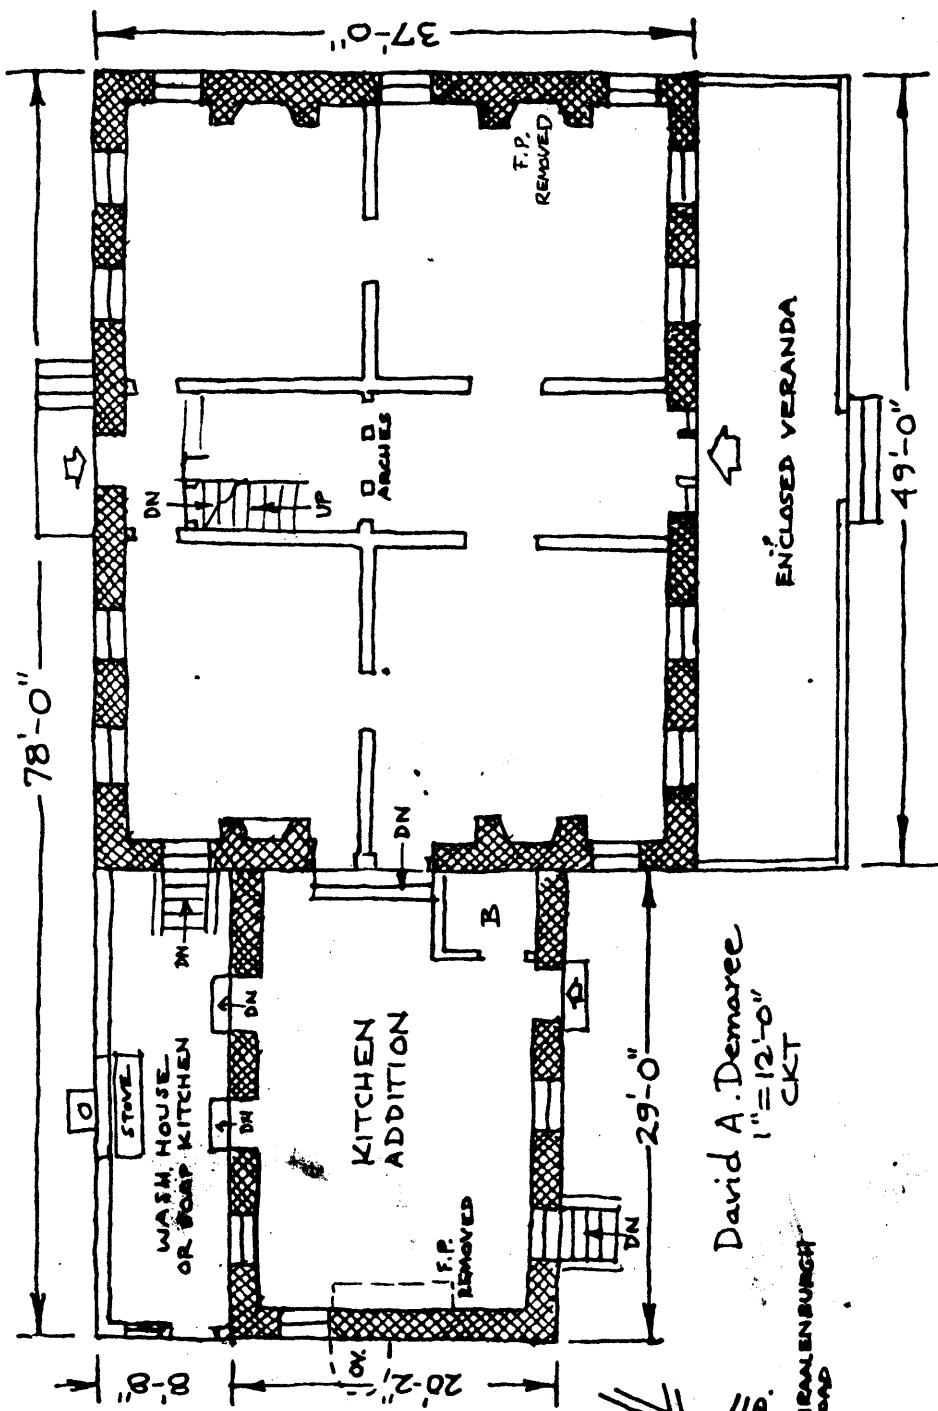 37'-0"
78'-0"
49'-0"
F.P.
REMOVED
ARCHES
DN
UP
ENCLOSED VERANDA
DN
DN
DN
DN
B
KITCHEN
ADDITION
STOVE
O
WASH HOUSE
OR SOAP KITCHEN
F.P.
REMOVED
DN
OV.
29'-0"
8'-8"
20'-2"
David A. Demaree
1"=12'-0"
CKT